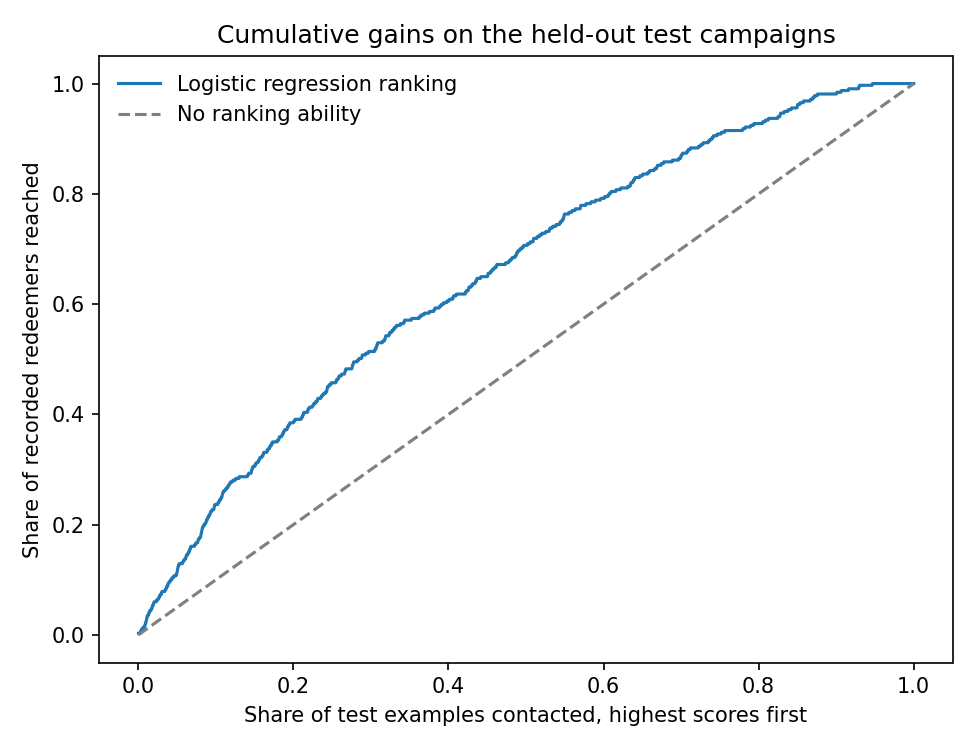 Cumulative gains on the held-out test campaigns
Logistic regression ranking
No ranking ability
Share of recorded redeemers reached
1.0
0.8
0.6
0.4
0.2
0.0
0.0 0.2 0.4 0.6 0.8 1.0
Share of test examples contacted, highest scores first